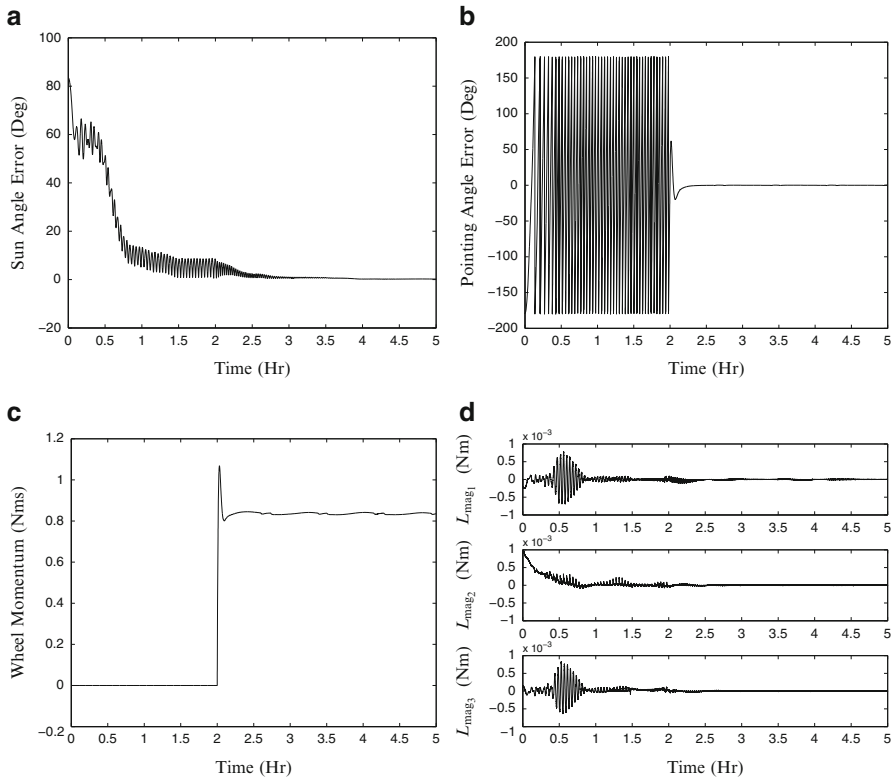 a
100
80
60
40
20
0
−20
0 0.5 1 1.5 2 2.5 3 3.5 4 4.5 5
Sun Angle Error (Deg)
Time (Hr)
b
200
150
100
50
0
−50
−100
−150
−200
0 0.5 1 1.5 2 2.5 3 3.5 4 4.5 5
Pointing Angle Error (Deg)
Time (Hr)
c
1.2
1
0.8
0.6
0.4
0.2
0
−0.2
0 0.5 1 1.5 2 2.5 3 3.5 4 4.5 5
Wheel Momentum (Nms)
Time (Hr)
d
x 10⁻³
1
0.5
0
−0.5
−1
0 0.5 1 1.5 2 2.5 3 3.5 4 4.5 5
L_mag₁ (Nm)
x 10⁻³
1
0.5
0
−0.5
−1
0 0.5 1 1.5 2 2.5 3 3.5 4 4.5 5
L_mag₂ (Nm)
x 10⁻³
1
0.5
0
−0.5
−1
0 0.5 1 1.5 2 2.5 3 3.5 4 4.5 5
L_mag₃ (Nm)
Time (Hr)